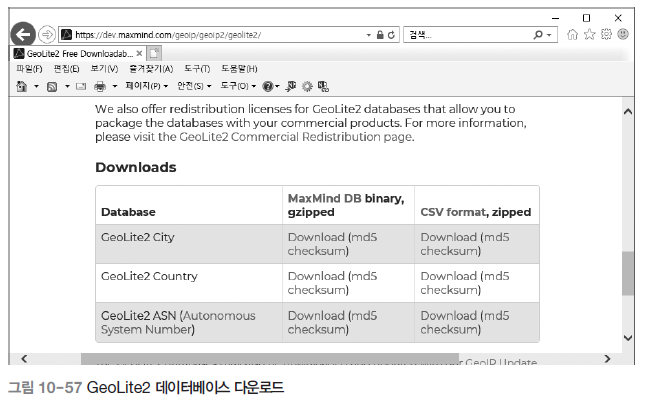 https://dev.maxmind.com/geoip/geoip2/geolite2/
검색...
GeoLite2 Free Downloadab...
파일(F) 편집(E) 보기(V) 즐겨찾기(A) 도구(T) 도움말(H)
페이지(P) 안전(S) 도구(O)
We also offer redistribution licenses for GeoLite2 databases that allow you to
package the databases with your commercial products. For more information,
please visit the GeoLite2 Commercial Redistribution page.
Downloads
Database
MaxMind DB binary,
gzipped
CSV format, zipped
GeoLite2 City
Download (md5
checksum)
Download (md5
checksum)
GeoLite2 Country
Download (md5
checksum)
Download (md5
checksum)
GeoLite2 ASN (Autonomous
System Number)
Download (md5
checksum)
Download (md5
checksum)
GeoIP Update
그림 10-57 GeoLite2 데이터베이스 다운로드